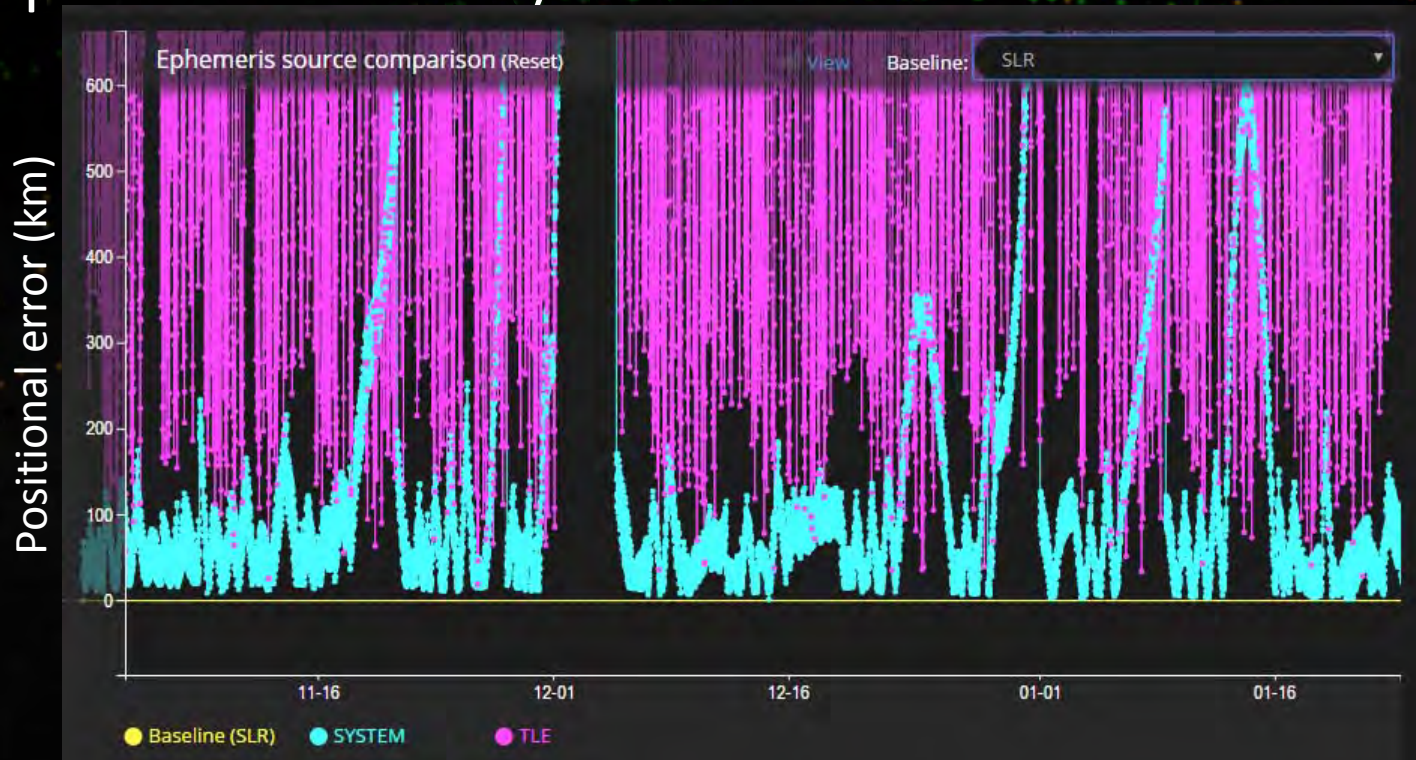 Ephemeris source comparison (Reset)
View
Baseline:
SLR
Positional error (km)
600
500
400
300
200
100
0
11-16
12-01
12-16
01-01
01-16
Baseline (SLR)
SYSTEM
TLE